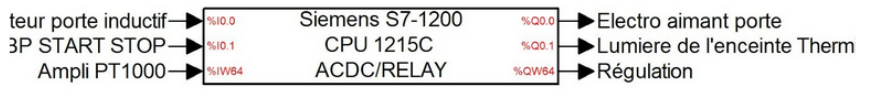 teur porte inductif %I0.0 Siemens S7-1200 %Q0.0 Electro aimant porte
BP START STOP %I0.1 CPU 1215C %Q0.1 Lumiere de l'enceinte Therm
Ampli PT1000 %IW64 ACDC/RELAY %QW64 Régulation